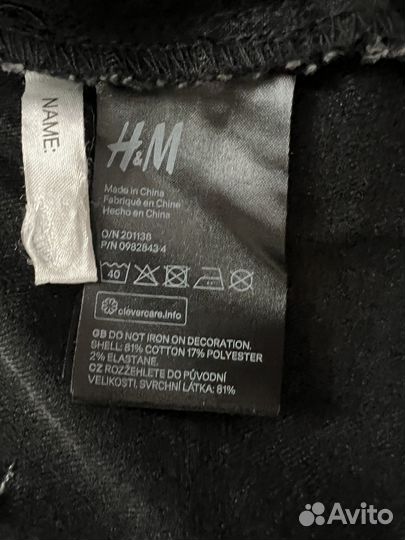 NAME:
H&M
Made in China
Fabriqué en Chine
Hecho en China
O/N 201138
P/N 0982843 4
40
clevercare.info
GB DO NOT IRON ON DECORATION.
SHELL: 81% COTTON 17% POLYESTER
2% ELASTANE.
CZ ROZŽEHLETE DO PŮVODNÍ
VELIKOSTI. SVRCHNÍ LÁTKA: 81%
Avito